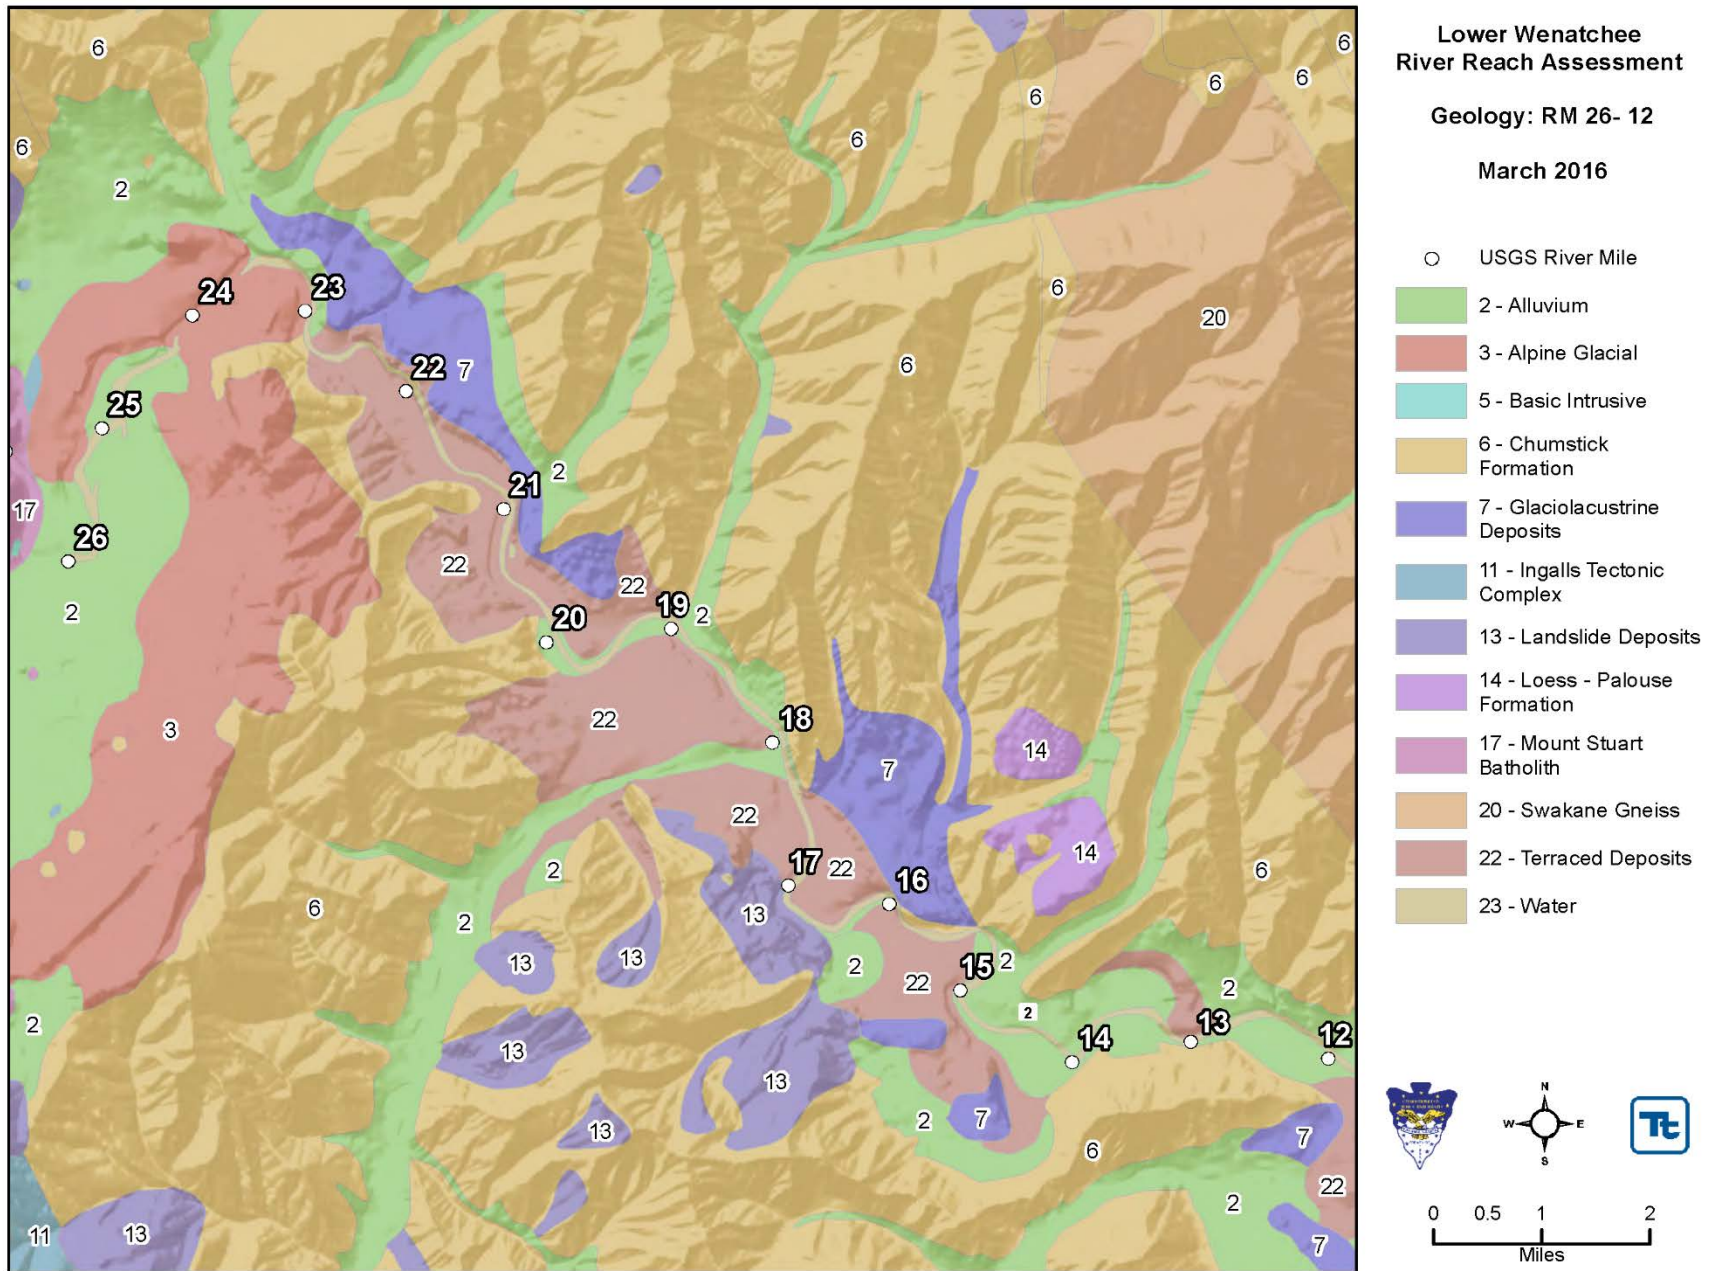 Lower Wenatchee
River Reach Assessment
Geology: RM 26- 12
March 2016
USGS River Mile
2 - Alluvium
3 - Alpine Glacial
5 - Basic Intrusive
6 - Chumstick
Formation
7 - Glaciolacustrine
Deposits
11 - Ingalls Tectonic
Complex
13 - Landslide Deposits
14 - Loess - Palouse
Formation
17 - Mount Stuart
Batholith
20 - Swakane Gneiss
22 - Terraced Deposits
23 - Water
N
W E
S
Tt
0 0.5 1 2
Miles
6
6
6
6
6
6
6
6
2
24
23
20
6
6
22
7
25
2
21
17
26
22
22
2
20
19
2
3
22
18
14
7
22
14
17
22
16
2
6
6
2
13
13
13
2
22
15
2
2
2
2
13
14
13
12
13
13
2
7
7
13
6
22
2
11
13
7